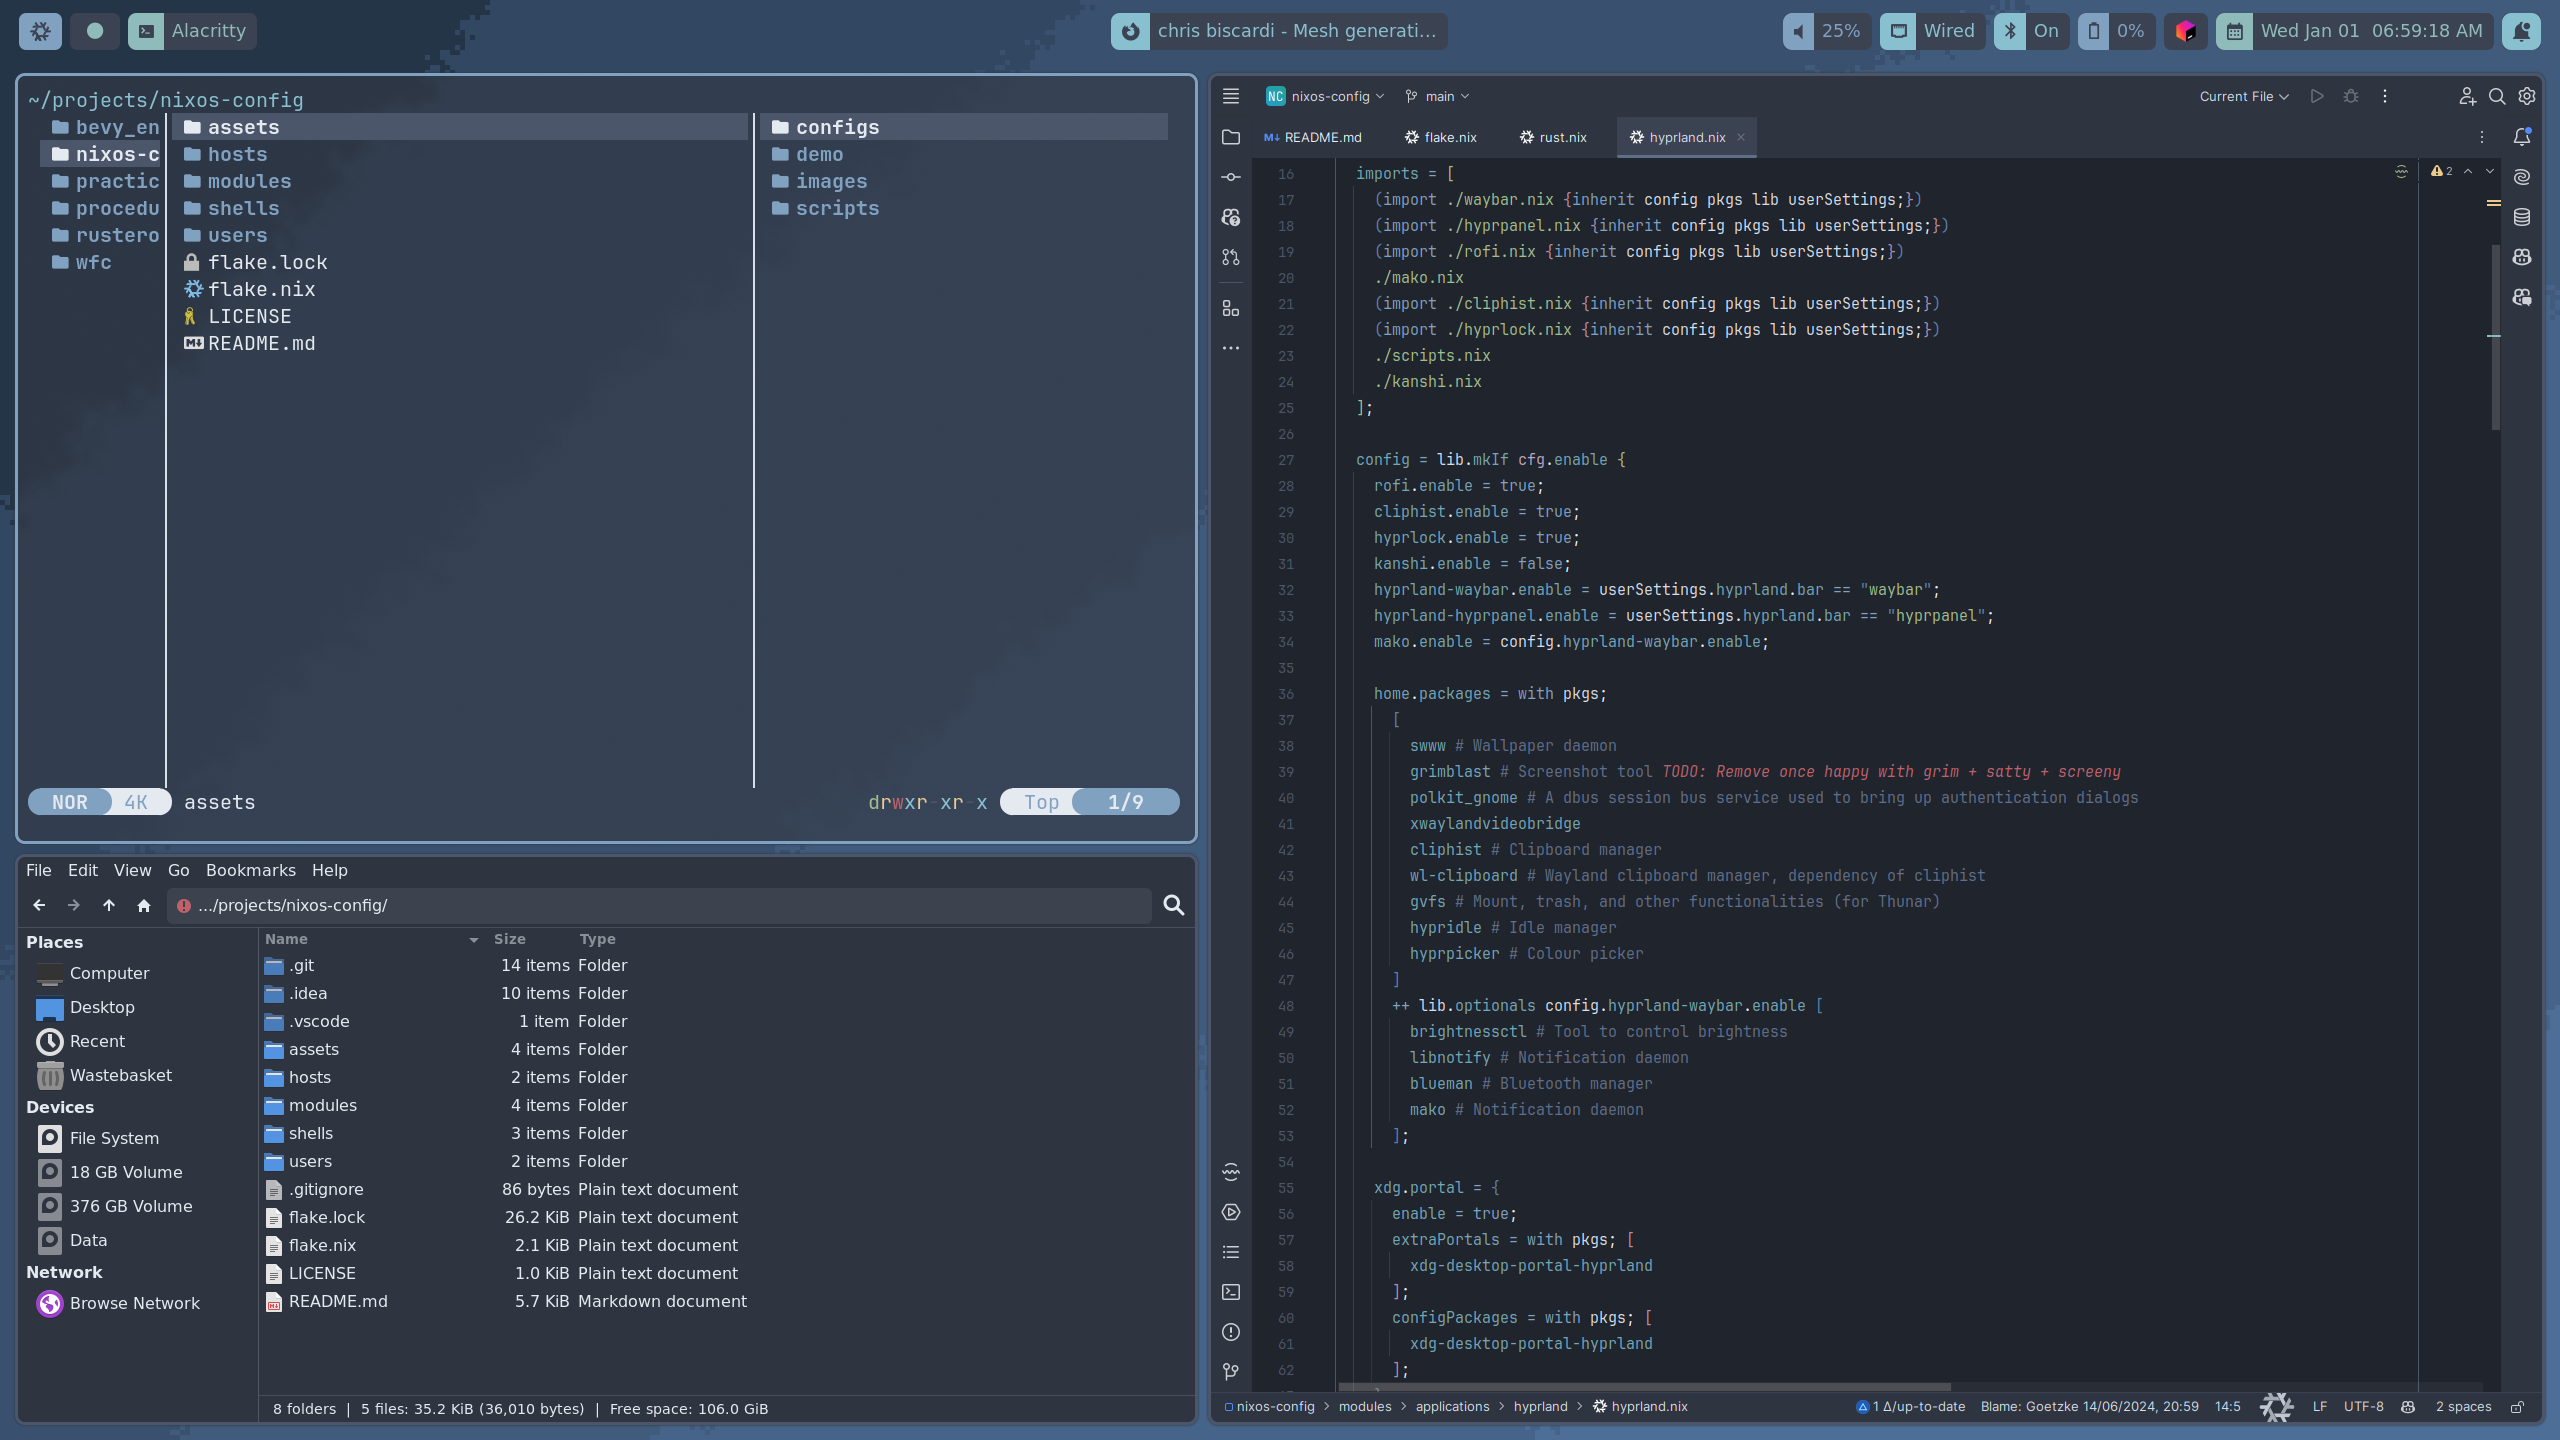 Alacritty
chris biscardi - Mesh generati...
25%
Wired
On
0%
Wed Jan 01 06:59:18 AM
~/projects/nixos-config
bevy_en
nixos-c
practic
procedu
rustero
wfc
assets
hosts
modules
shells
users
flake.lock
flake.nix
LICENSE
README.md
configs
demo
images
scripts
NOR 4K assets
drwxr-xr-x Top 1/9
File Edit View Go Bookmarks Help
.../projects/nixos-config/
Places
Computer
Desktop
Recent
Wastebasket
Devices
File System
18 GB Volume
376 GB Volume
Data
Network
Browse Network
Name Size Type
.git 14 items Folder
.idea 10 items Folder
.vscode 1 item Folder
assets 4 items Folder
hosts 2 items Folder
modules 4 items Folder
shells 3 items Folder
users 2 items Folder
.gitignore 86 bytes Plain text document
flake.lock 26.2 KiB Plain text document
flake.nix 2.1 KiB Plain text document
LICENSE 1.0 KiB Plain text document
README.md 5.7 KiB Markdown document
8 folders | 5 files: 35.2 KiB (36,010 bytes) | Free space: 106.0 GiB
NC nixos-config main Current File
README.md flake.nix rust.nix hyprland.nix
2
16 imports = [
17 (import ./waybar.nix {inherit config pkgs lib userSettings;})
18 (import ./hyprpanel.nix {inherit config pkgs lib userSettings;})
19 (import ./rofi.nix {inherit config pkgs lib userSettings;})
20 ./mako.nix
21 (import ./cliphist.nix {inherit config pkgs lib userSettings;})
22 (import ./hyprlock.nix {inherit config pkgs lib userSettings;})
23 ./scripts.nix
24 ./kanshi.nix
25 ];
26
27 config = lib.mkIf cfg.enable {
28 rofi.enable = true;
29 cliphist.enable = true;
30 hyprlock.enable = true;
31 kanshi.enable = false;
32 hyprland-waybar.enable = userSettings.hyprland.bar == "waybar";
33 hyprland-hyprpanel.enable = userSettings.hyprland.bar == "hyprpanel";
34 mako.enable = config.hyprland-waybar.enable;
35
36 home.packages = with pkgs;
37 [
38 swww # Wallpaper daemon
39 grimblast # Screenshot tool TODO: Remove once happy with grim + satty + screeny
40 polkit_gnome # A dbus session bus service used to bring up authentication dialogs
41 xwaylandvideobridge
42 cliphist # Clipboard manager
43 wl-clipboard # Wayland clipboard manager, dependency of cliphist
44 gvfs # Mount, trash, and other functionalities (for Thunar)
45 hypridle # Idle manager
46 hyprpicker # Colour picker
47 ]
48 ++ lib.optionals config.hyprland-waybar.enable [
49 brightnessctl # Tool to control brightness
50 libnotify # Notification daemon
51 blueman # Bluetooth manager
52 mako # Notification daemon
53 ];
54
55 xdg.portal = {
56 enable = true;
57 extraPortals = with pkgs; [
58 xdg-desktop-portal-hyprland
59 ];
60 configPackages = with pkgs; [
61 xdg-desktop-portal-hyprland
62 ];
nixos-config > modules > applications > hyprland > hyprland.nix
1 Δ/up-to-date Blame: Goetzke 14/06/2024, 20:59 14:5 LF UTF-8 2 spaces